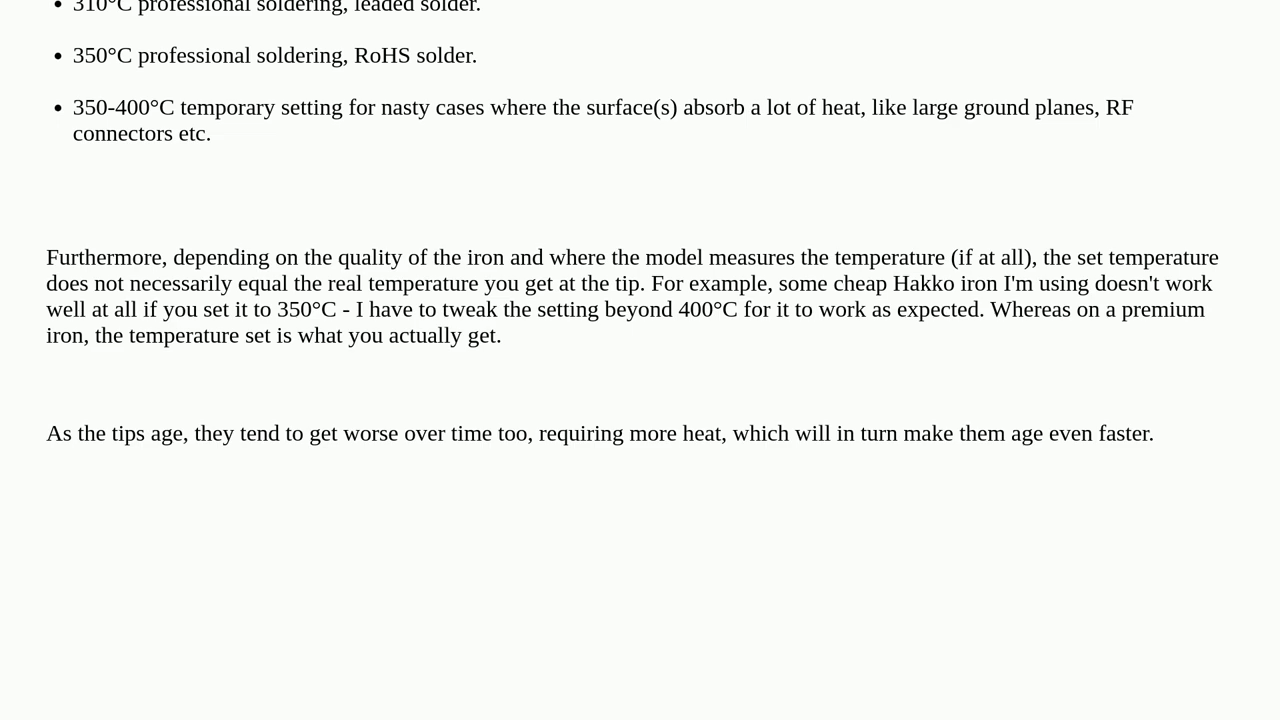 • 310°C professional soldering, leaded solder.
• 350°C professional soldering, RoHS solder.
• 350-400°C temporary setting for nasty cases where the surface(s) absorb a lot of heat, like large ground planes, RF
connectors etc.
Furthermore, depending on the quality of the iron and where the model measures the temperature (if at all), the set temperature
does not necessarily equal the real temperature you get at the tip. For example, some cheap Hakko iron I'm using doesn't work
well at all if you set it to 350°C - I have to tweak the setting beyond 400°C for it to work as expected. Whereas on a premium
iron, the temperature set is what you actually get.
As the tips age, they tend to get worse over time too, requiring more heat, which will in turn make them age even faster.